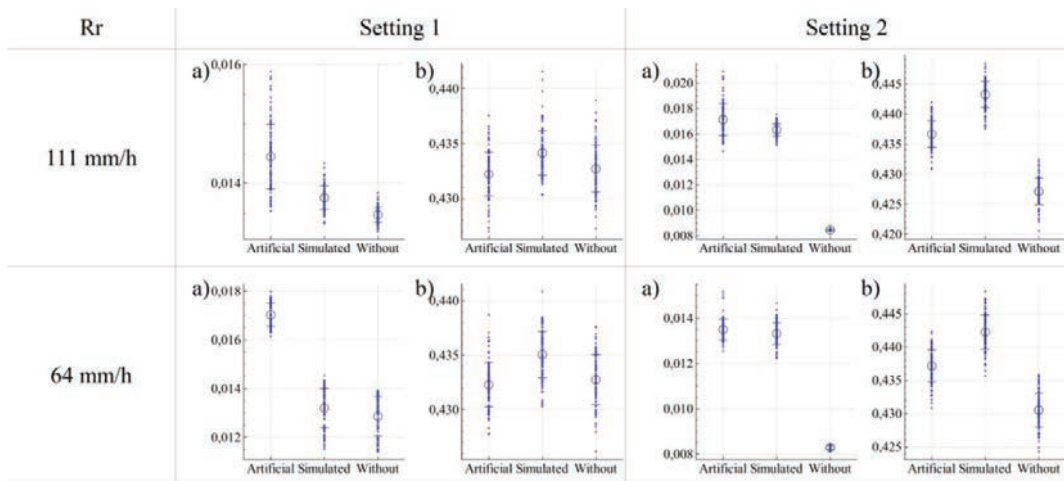 Rr Setting 1 Setting 2
111 mm/h
a)
0,016
0,014
Artificial Simulated Without
b)
0,440
0,435
0,430
Artificial Simulated Without
a)
0,020
0,018
0,016
0,014
0,012
0,010
0,008
Artificial Simulated Without
b)
0,445
0,440
0,435
0,430
0,425
0,420
Artificial Simulated Without
64 mm/h
a)
0,018
0,016
0,014
0,012
Artificial Simulated Without
b)
0,440
0,435
0,430
Artificial Simulated Without
a)
0,014
0,012
0,010
0,008
Artificial Simulated Without
b)
0,445
0,440
0,435
0,430
0,425
Artificial Simulated Without